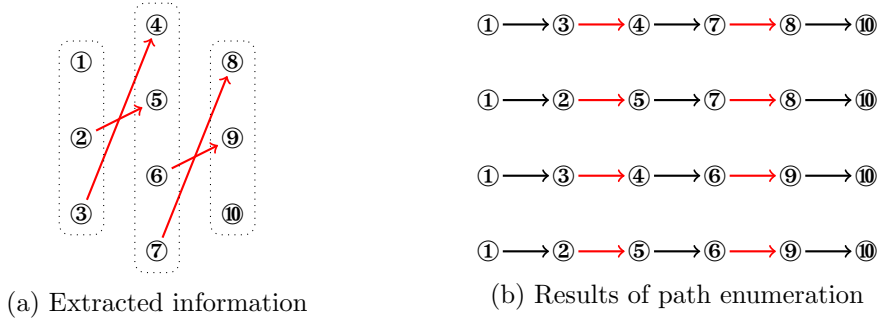 ④
① ⑧
⑤
② ⑨
⑥
③ ⑩
⑦
(a) Extracted information
① ③ ④ ⑦ ⑧ ⑩
① ② ⑤ ⑦ ⑧ ⑩
① ③ ④ ⑥ ⑨ ⑩
① ② ⑤ ⑥ ⑨ ⑩
(b) Results of path enumeration